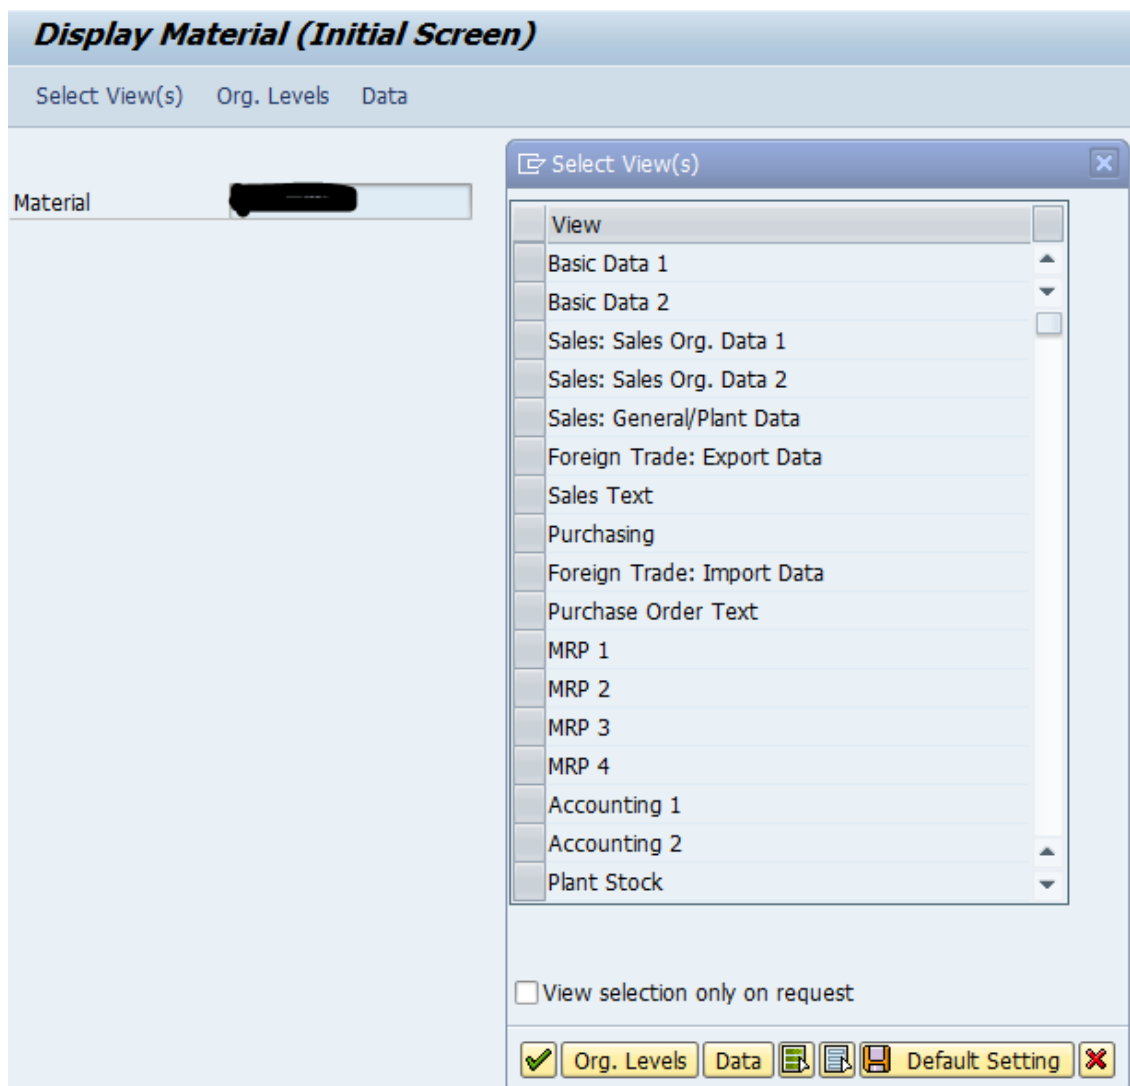 Display Material (Initial Screen)
Select View(s) Org. Levels Data
Select View(s)
Material
View
Basic Data 1
Basic Data 2
Sales: Sales Org. Data 1
Sales: Sales Org. Data 2
Sales: General/Plant Data
Foreign Trade: Export Data
Sales Text
Purchasing
Foreign Trade: Import Data
Purchase Order Text
MRP 1
MRP 2
MRP 3
MRP 4
Accounting 1
Accounting 2
Plant Stock
View selection only on request
Org. Levels Data Default Setting